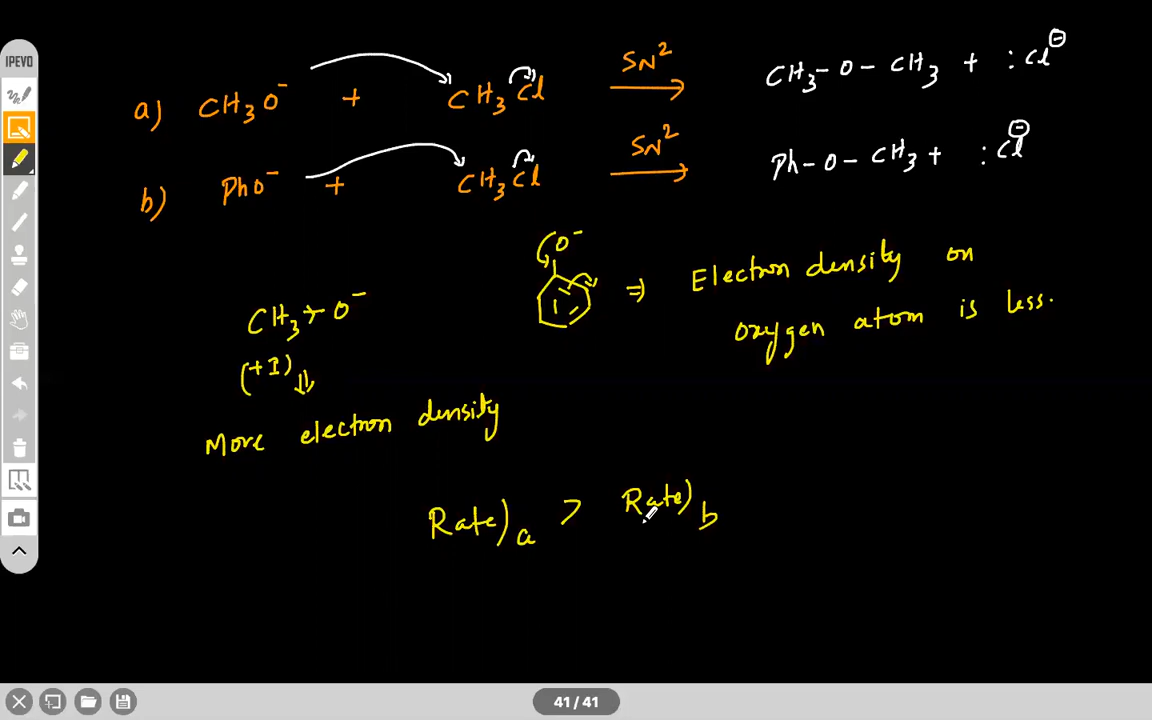 IPEVO
a) CH3O⁻ + CH3Cl SN² → CH3-O-CH3 + :Cl⊖
b) PhO⁻ + CH3Cl SN² → Ph-O-CH3 + :Cl⊖
O⁻
⇒ Electron density on
oxygen atom is less.
CH3→O⁻
(+I) ⇓
More electron density
Rate)a > Rate)b
41 / 41